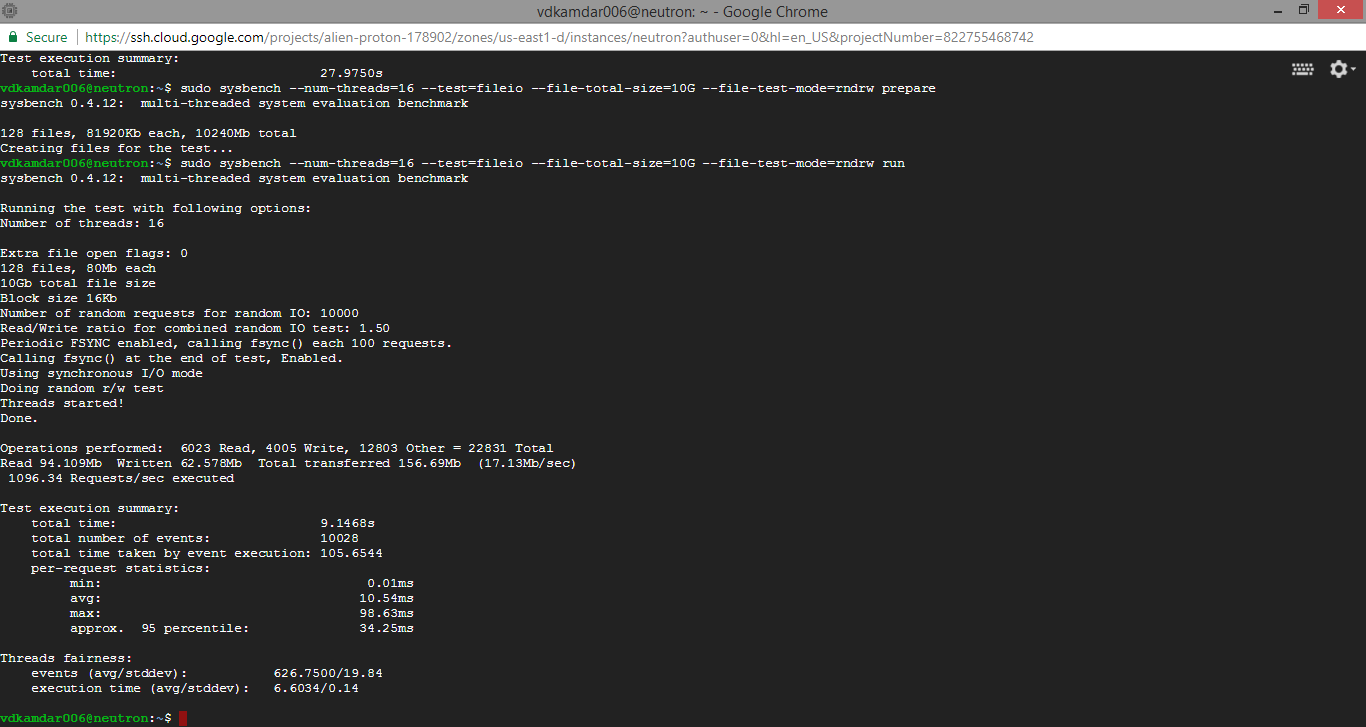 vdkamdar006@neutron: ~ - Google Chrome
Secure https://ssh.cloud.google.com/projects/alien-proton-178902/zones/us-east1-d/instances/neutron?authuser=0&hl=en_US&projectNumber=822755468742
Test execution summary:
total time: 27.9750s
vdkamdar006@neutron:~$ sudo sysbench --num-threads=16 --test=fileio --file-total-size=10G --file-test-mode=rndrw prepare
sysbench 0.4.12: multi-threaded system evaluation benchmark
128 files, 81920Kb each, 10240Mb total
Creating files for the test...
vdkamdar006@neutron:~$ sudo sysbench --num-threads=16 --test=fileio --file-total-size=10G --file-test-mode=rndrw run
sysbench 0.4.12: multi-threaded system evaluation benchmark
Running the test with following options:
Number of threads: 16
Extra file open flags: 0
128 files, 80Mb each
10Gb total file size
Block size 16Kb
Number of random requests for random IO: 10000
Read/Write ratio for combined random IO test: 1.50
Periodic FSYNC enabled, calling fsync() each 100 requests.
Calling fsync() at the end of test, Enabled.
Using synchronous I/O mode
Doing random r/w test
Threads started!
Done.
Operations performed: 6023 Read, 4005 Write, 12803 Other = 22831 Total
Read 94.109Mb Written 62.578Mb Total transferred 156.69Mb (17.13Mb/sec)
1096.34 Requests/sec executed
Test execution summary:
total time: 9.1468s
total number of events: 10028
total time taken by event execution: 105.6544
per-request statistics:
min: 0.01ms
avg: 10.54ms
max: 98.63ms
approx. 95 percentile: 34.25ms
Threads fairness:
events (avg/stddev): 626.7500/19.84
execution time (avg/stddev): 6.6034/0.14
vdkamdar006@neutron:~$